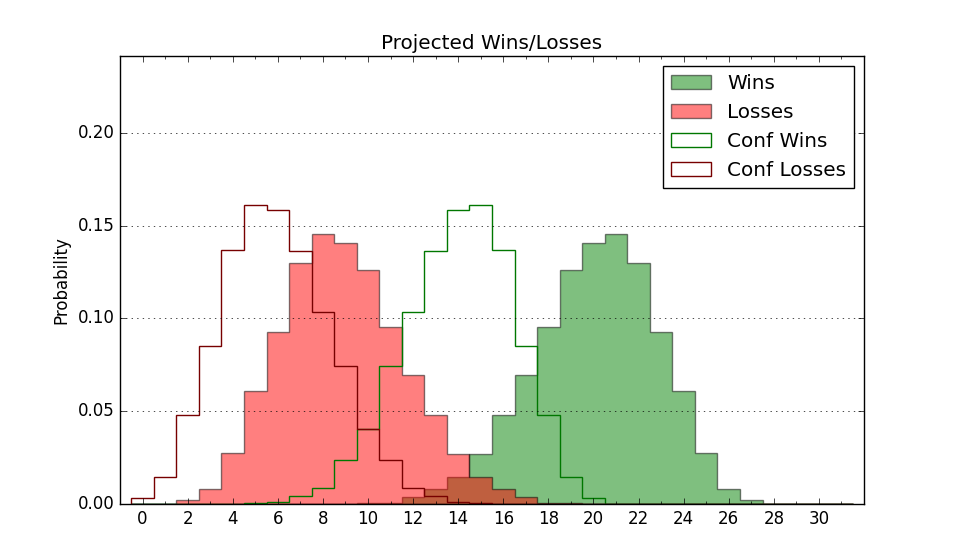 Projected Wins/Losses
Wins
Losses
Conf Wins
Conf Losses
Probability
0.20
0.15
0.10
0.05
0.00
0 2 4 6 8 10 12 14 16 18 20 22 24 26 28 30